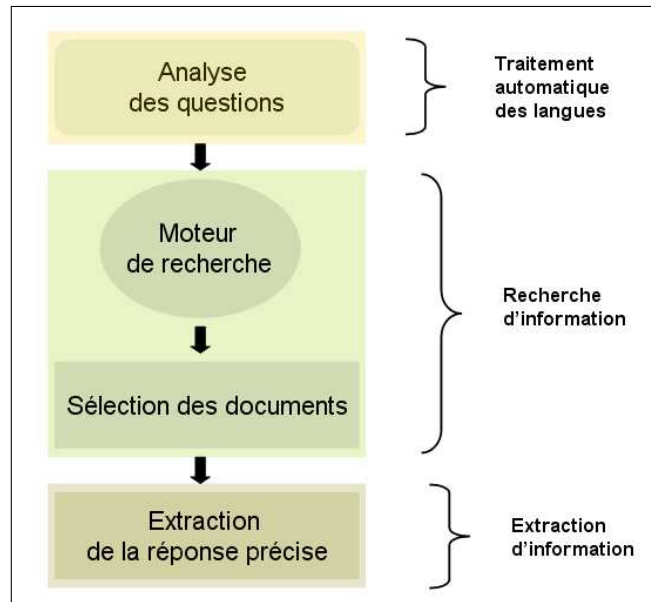 Analyse
des questions
Traitement
automatique
des langues
Moteur
de recherche
Recherche
d'information
Sélection des documents
Extraction
de la réponse précise
Extraction
d'information